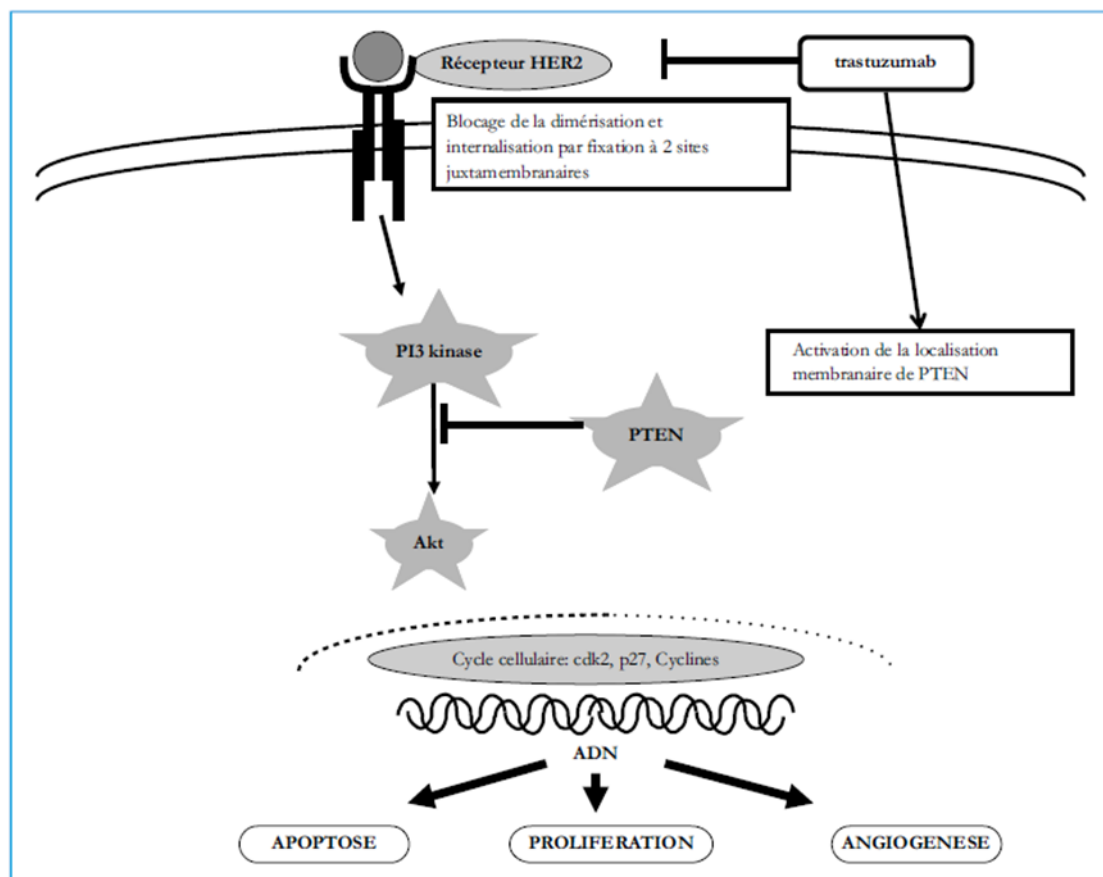 Récepteur HER2
trastuzumab
Blocage de la dimérisation et
internalisation par fixation à 2 sites
juxtamembranaires
PI3 kinase
Activation de la localisation
membranaire de PTEN
PTEN
Akt
Cycle cellulaire: cdk2, p27, Cyclines
ADN
APOPTOSE
PROLIFERATION
ANGIOGENESE